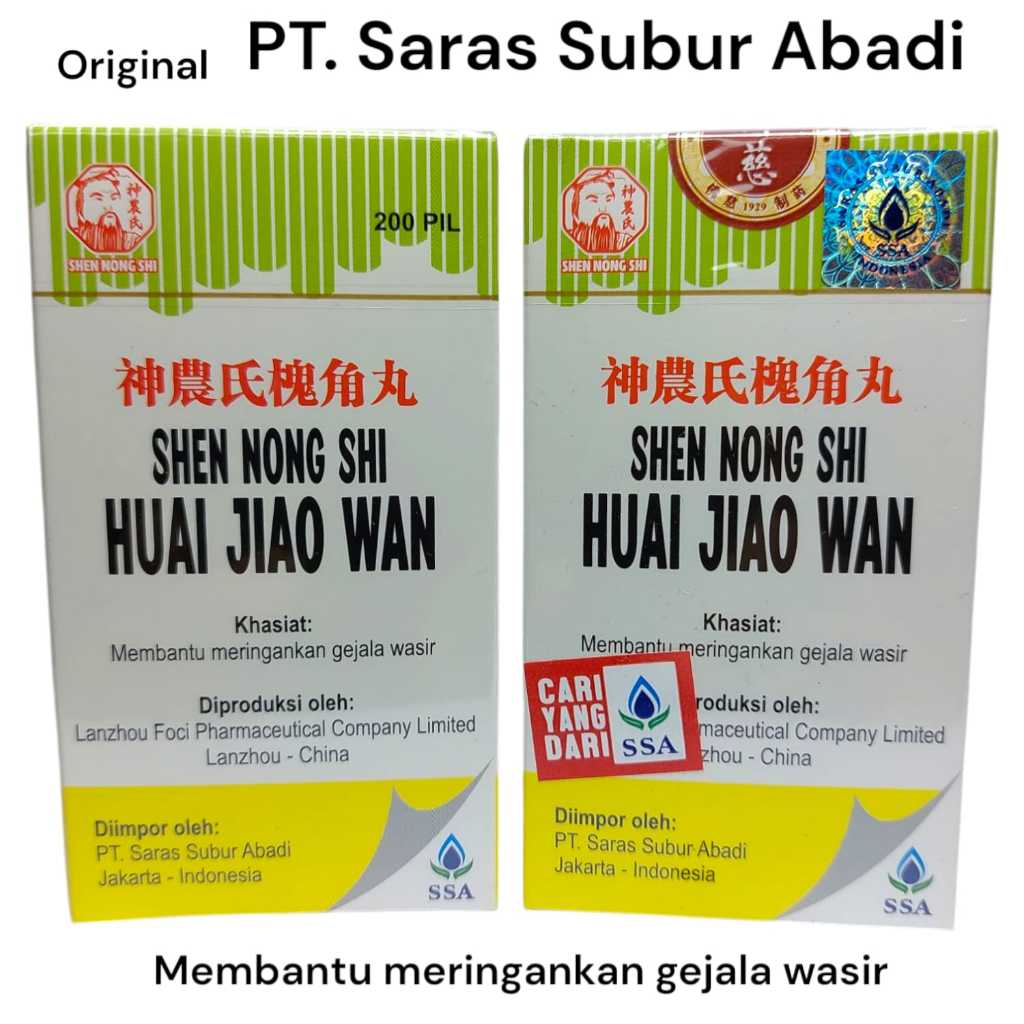 Original PT. Saras Subur Abadi
神農氏
SHEN NONG SHI
200 PIL
神農氏槐角丸
SHEN NONG SHI
HUAI JIAO WAN
Khasiat:
Membantu meringankan gejala wasir
Diproduksi oleh:
Lanzhou Foci Pharmaceutical Company Limited
Lanzhou - China
Diimpor oleh:
PT. Saras Subur Abadi
Jakarta - Indonesia
SSA
神農氏
SHEN NONG SHI
慈
1929
制药
SSA
INDONESIA
神農氏槐角丸
SHEN NONG SHI
HUAI JIAO WAN
Khasiat:
Membantu meringankan gejala wasir
CARI
YANG
DARI
SSA
roduksi oleh:
maceutical Company Limited
zhou - China
Diimpor oleh:
PT. Saras Subur Abadi
Jakarta - Indonesia
SSA
Membantu meringankan gejala wasir